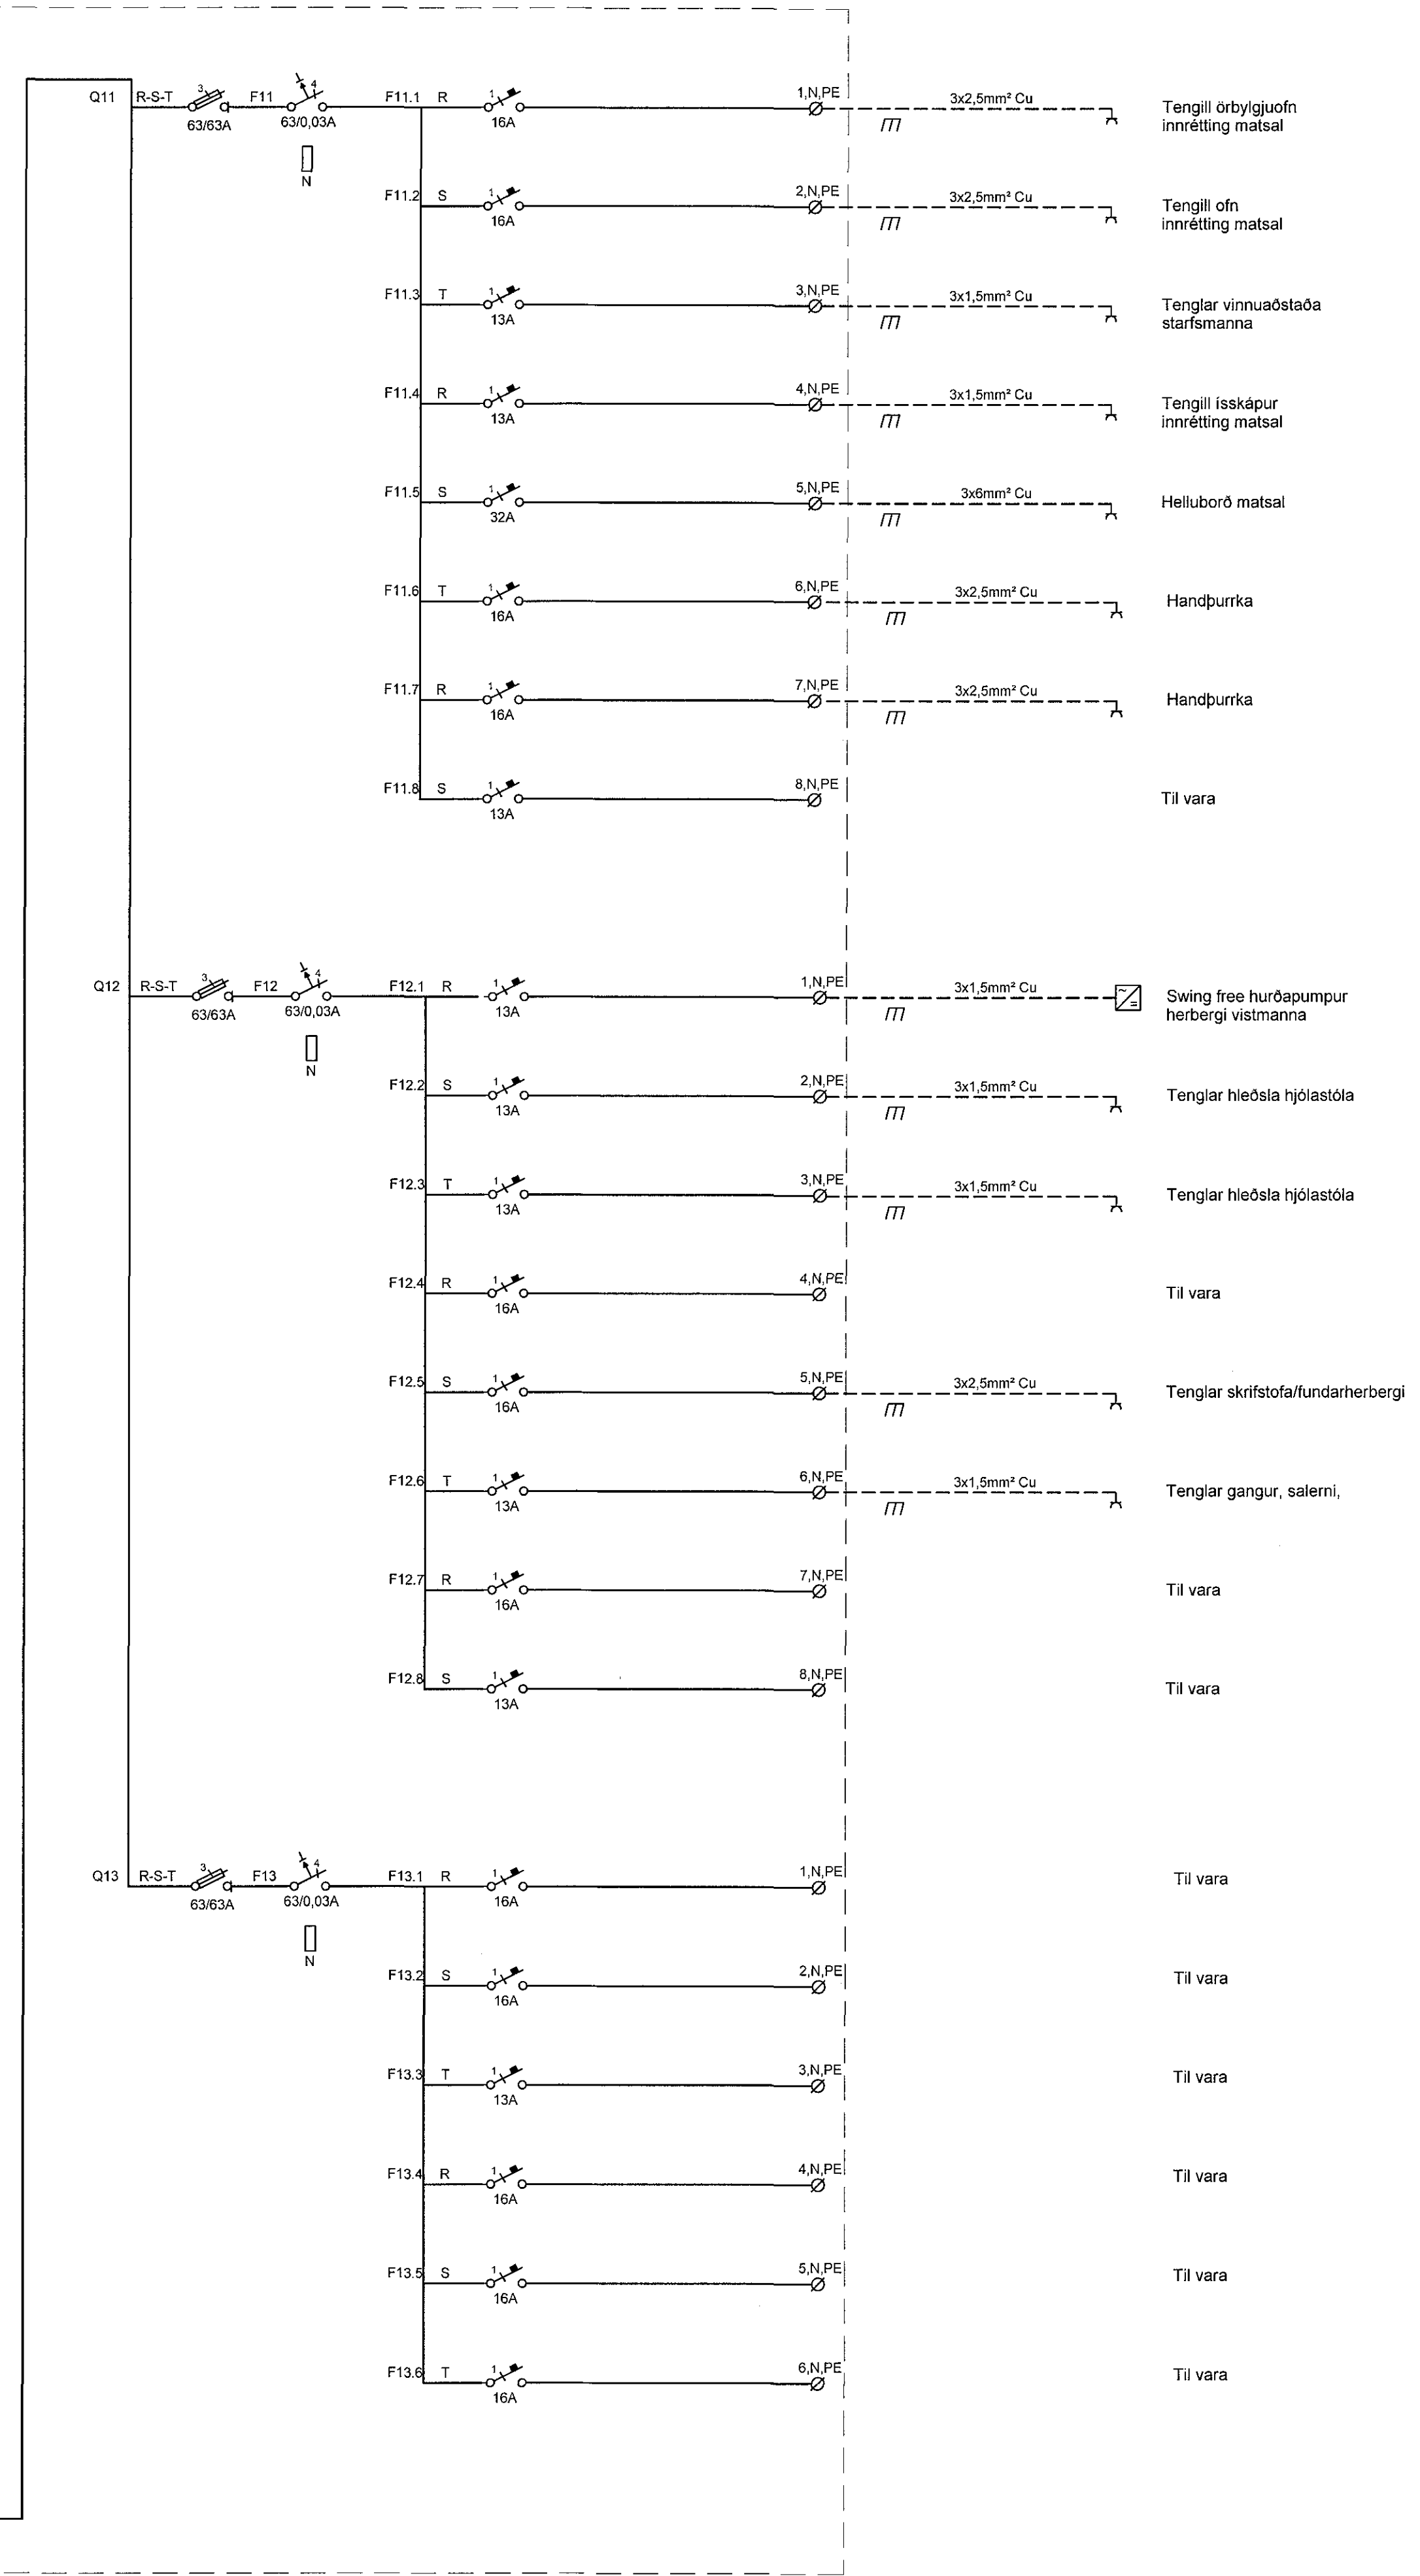 Q11 R-S-T 3 63/63A F11 4 63/0,03A N
F11.1 R 1 16A 1,N,PE 3x2,5mm² Cu Tengill örbylgjuofn
innrétting matsal
F11.2 S 1 16A 2,N,PE 3x2,5mm² Cu Tengill ofn
innrétting matsal
F11.3 T 1 13A 3,N,PE 3x1,5mm² Cu Tenglar vinnuaðstaða
starfsmanna
F11.4 R 1 13A 4,N,PE 3x1,5mm² Cu Tengill ísskápur
innrétting matsal
F11.5 S 1 32A 5,N,PE 3x6mm² Cu Helluborð matsal
F11.6 T 1 16A 6,N,PE 3x2,5mm² Cu Handþurrka
F11.7 R 1 16A 7,N,PE 3x2,5mm² Cu Handþurrka
F11.8 S 1 13A 8,N,PE Til vara
Q12 R-S-T 3 63/63A F12 4 63/0,03A N
F12.1 R 1 13A 1,N,PE 3x1,5mm² Cu Swing free hurðapumpur
herbergi vistmanna
F12.2 S 1 13A 2,N,PE 3x1,5mm² Cu Tenglar hleðsla hjólastóla
F12.3 T 1 13A 3,N,PE 3x1,5mm² Cu Tenglar hleðsla hjólastóla
F12.4 R 1 16A 4,N,PE Til vara
F12.5 S 1 16A 5,N,PE 3x2,5mm² Cu Tenglar skrifstofa/fundarherbergi
F12.6 T 1 13A 6,N,PE 3x1,5mm² Cu Tenglar gangur, salerni,
F12.7 R 1 16A 7,N,PE Til vara
F12.8 S 1 13A 8,N,PE Til vara
Q13 R-S-T 3 63/63A F13 4 63/0,03A N
F13.1 R 1 16A 1,N,PE Til vara
F13.2 S 1 16A 2,N,PE Til vara
F13.3 T 1 13A 3,N,PE Til vara
F13.4 R 1 16A 4,N,PE Til vara
F13.5 S 1 16A 5,N,PE Til vara
F13.6 T 1 16A 6,N,PE Til vara